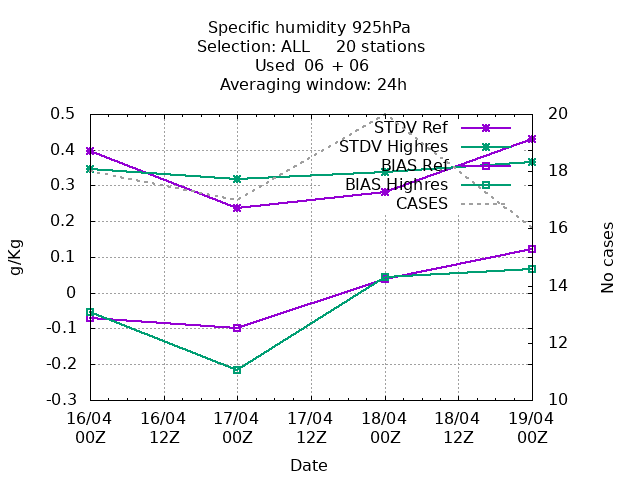 Specific humidity 925hPa
Selection: ALL     20 stations
Used  06 + 06
Averaging window: 24h
0.5
0.4
0.3
0.2
0.1
0
-0.1
-0.2
-0.3
g/Kg
20
18
16
14
12
10
No cases
STDV Ref
STDV Highres
BIAS Ref
BIAS Highres
CASES
16/04 16/04 17/04 17/04 18/04 18/04 19/04
00Z 12Z 00Z 12Z 00Z 12Z 00Z
Date